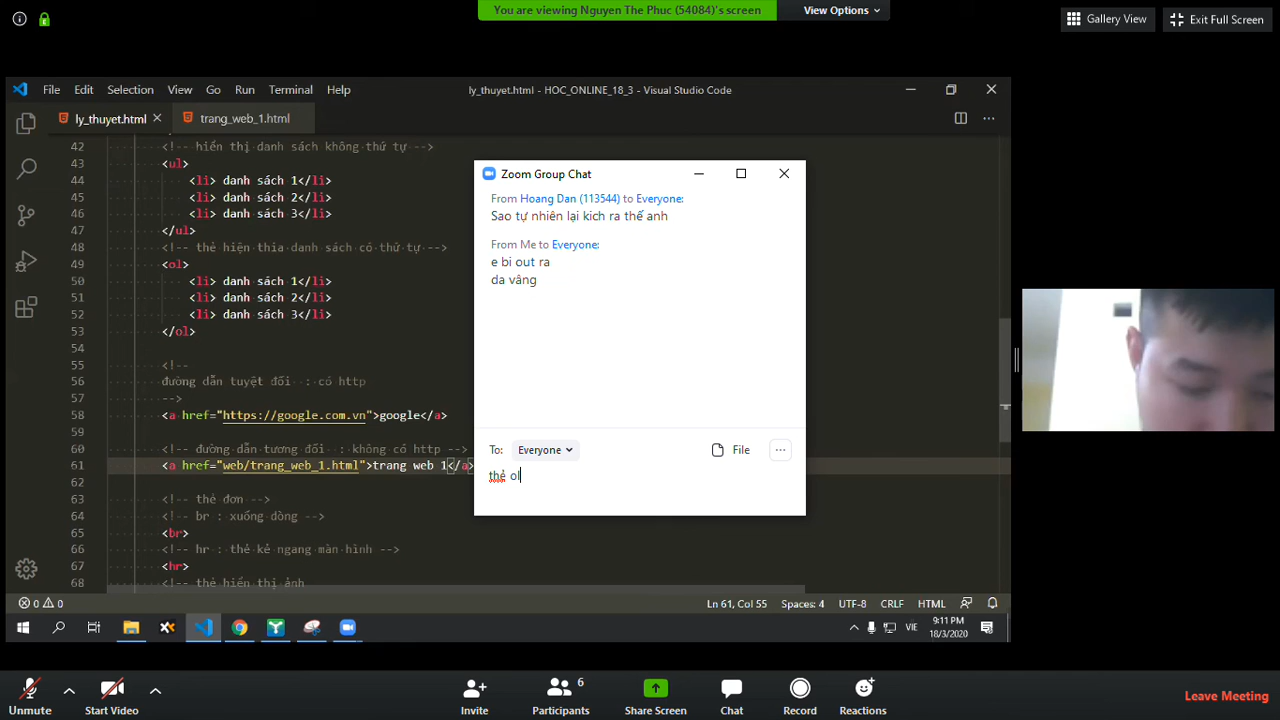 You are viewing Nguyen The Phuc (54084)'s screen
View Options
Gallery View
Exit Full Screen
File Edit Selection View Go Run Terminal Help
ly_thuyet.html - HOC_ONLINE_18_3 - Visual Studio Code
ly_thuyet.html
trang_web_1.html
42 <!-- hiển thị danh sách không thứ tự -->
43 <ul>
44 <li> danh sách 1</li>
45 <li> danh sách 2</li>
46 <li> danh sách 3</li>
47 </ul>
48 <!-- thẻ hiện thìa danh sách có thứ tự -->
49 <ol>
50 <li> danh sách 1</li>
51 <li> danh sách 2</li>
52 <li> danh sách 3</li>
53 </ol>
54
55 <!--
56 đường dẫn tuyệt đối : có http
57 -->
58 <a href="https://google.com.vn">google</a>
59
60 <!-- đường dẫn tương đối : không có http -->
61 <a href="web/trang_web_1.html">trang web 1</a>
62
63 <!-- thẻ đơn -->
64 <!-- br : xuống dòng -->
65 <br>
66 <!-- hr : thẻ kẻ ngang màn hình -->
67 <hr>
68 <!-- thẻ hiển thị ảnh
Zoom Group Chat
From Hoang Dan (113544) to Everyone:
Sao tự nhiên lại kich ra thế anh
From Me to Everyone:
e bi out ra
da vâng
To: Everyone
File
thẻ ol
0 0
Ln 61, Col 55
Spaces: 4
UTF-8
CRLF
HTML
VIE
9:11 PM
18/3/2020
Unmute
Start Video
Invite
6
Participants
Share Screen
Chat
Record
Reactions
Leave Meeting